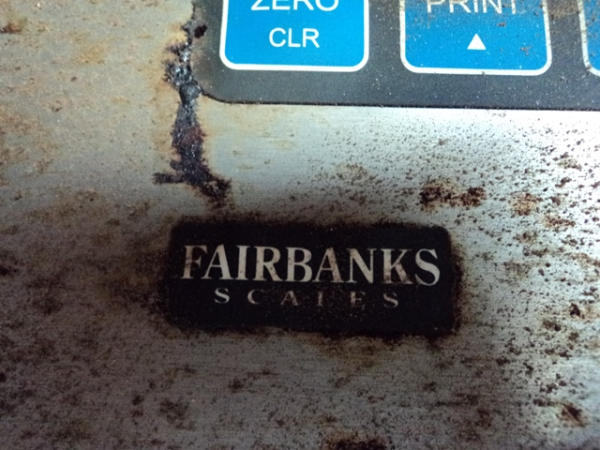 ZERO PRINT
CLR ▲
FAIRBANKS
SCALES